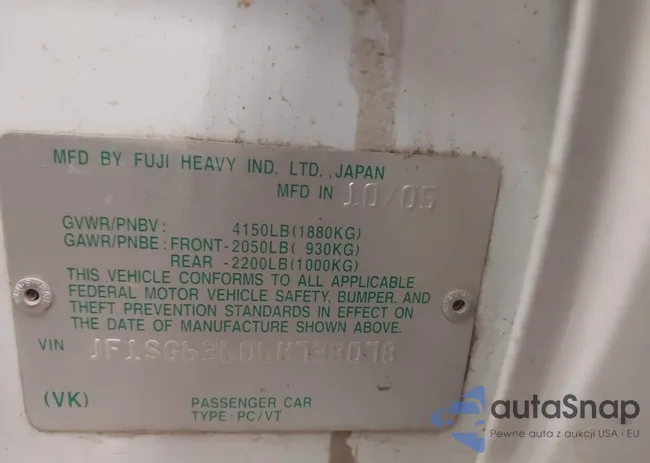 MFD BY FUJI HEAVY IND. LTD., JAPAN
MFD IN 10/05
GVWR/PNBV: 4150LB(1880KG)
GAWR/PNBE: FRONT-2050LB( 930KG)
REAR -2200LB(1000KG)
THIS VEHICLE CONFORMS TO ALL APPLICABLE
FEDERAL MOTOR VEHICLE SAFETY, BUMPER, AND
THEFT PREVENTION STANDARDS IN EFFECT ON
THE DATE OF MANUFACTURE SHOWN ABOVE.
VIN
(VK) PASSENGER CAR
TYPE: PC/VT
autaSnap
Pewne auta z aukcji USA i EU